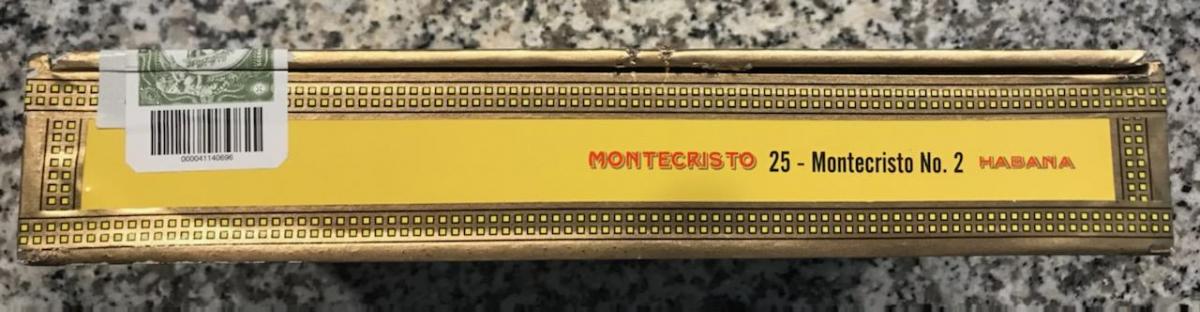 000041140696
MONTECRISTO 25 - Montecristo No. 2 HABANA